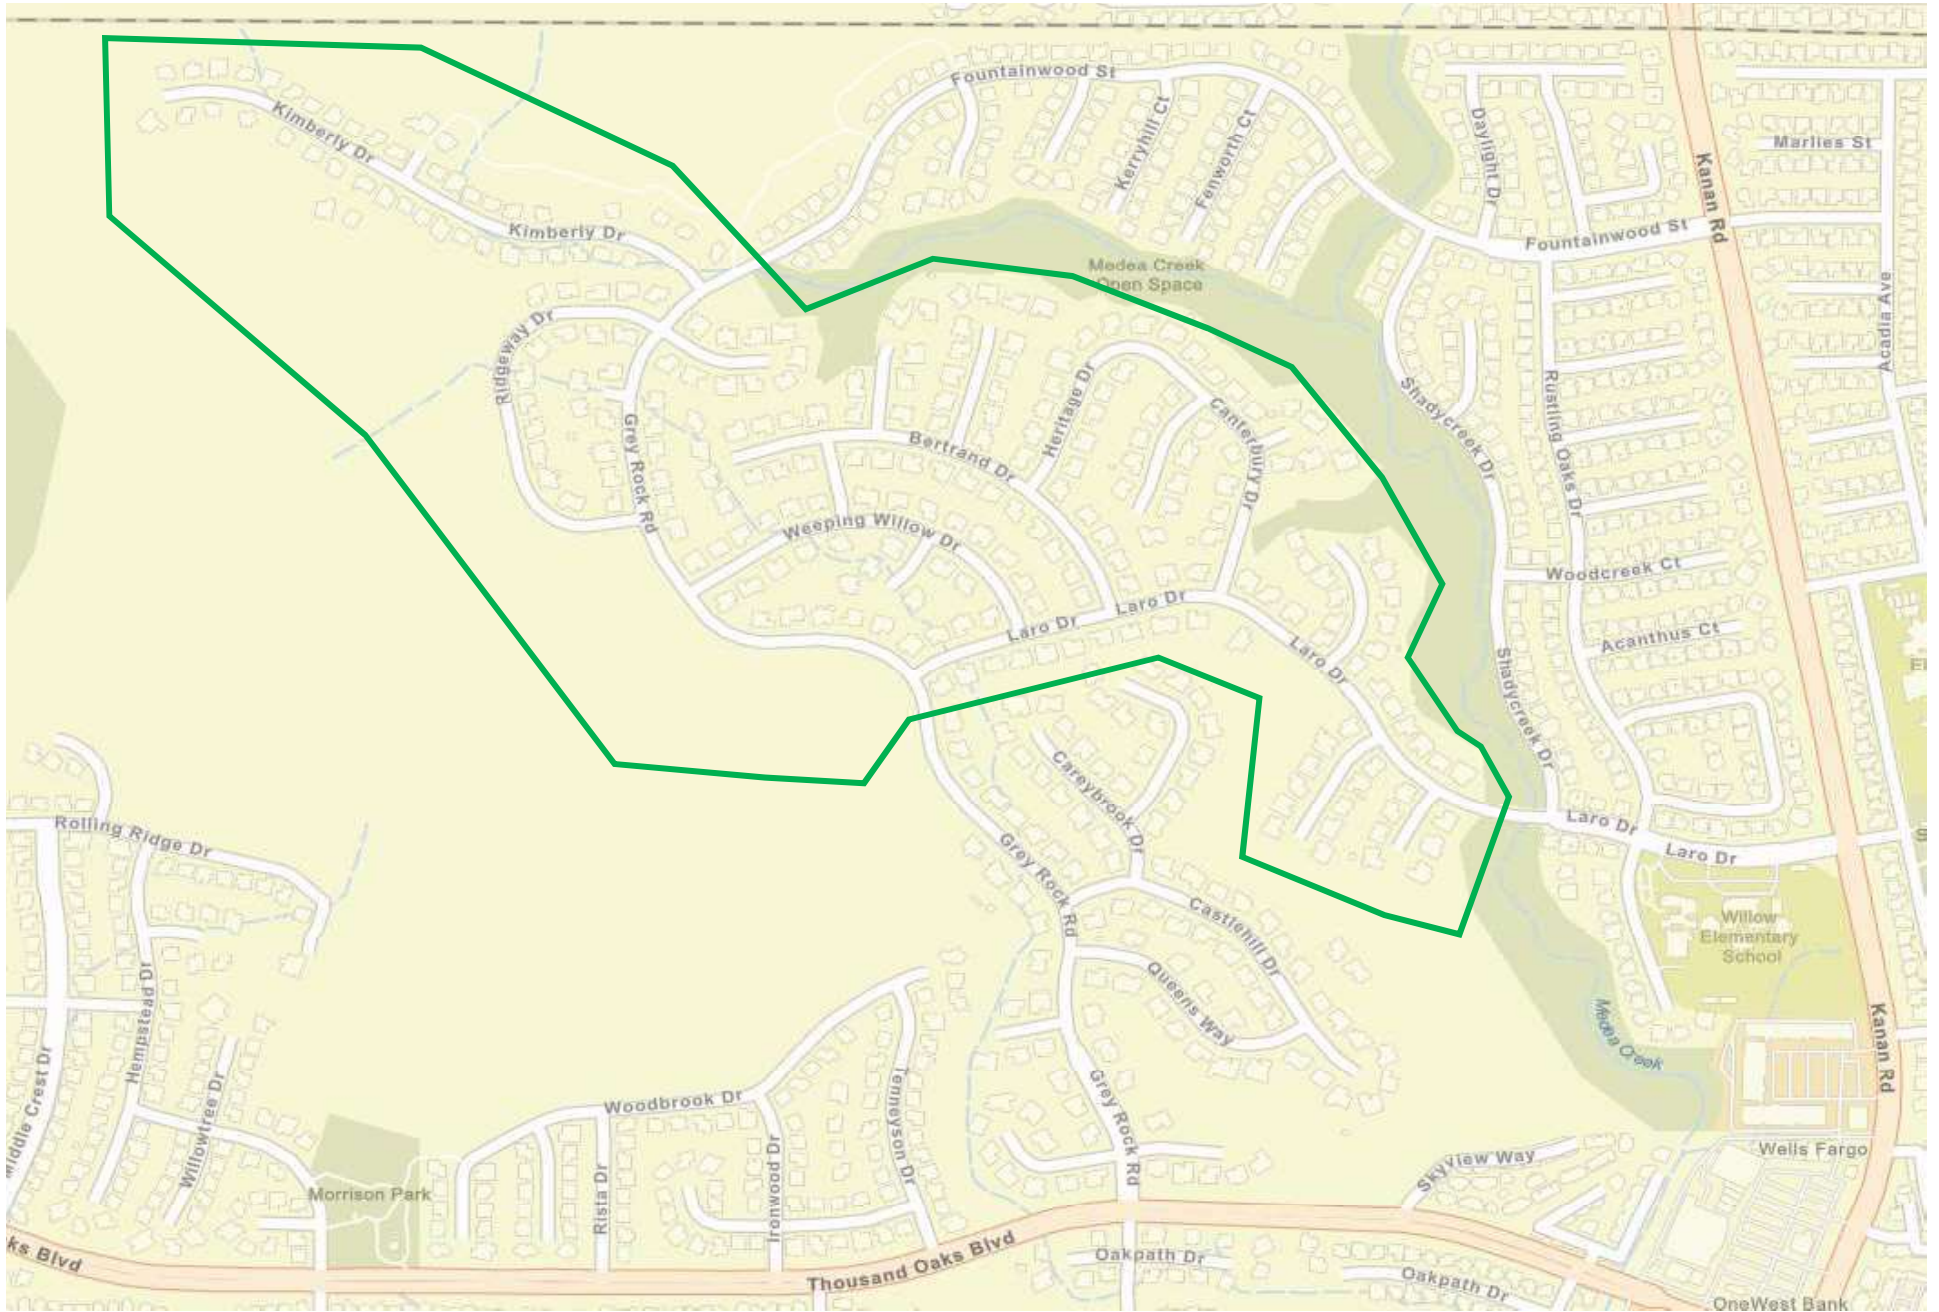 Fountainwood St
Kimberly Dr
Kerryhill Ct
Fenworth Ct
Daylight Dr
Kanan Rd
Marlies St
Kimberly Dr
Fountainwood St
Medea Creek
Open Space
Acadia Ave
Ridgeway Dr
Heritage Dr
Shadycreek Dr
Rustling Oaks Dr
Canterbury Dr
Grey Rock Rd
Bertrand Dr
Weeping Willow Dr
Woodcreek Ct
Laro Dr
Laro Dr
Laro Dr
Acanthus Ct
Shadycreek Dr
Careybrook Dr
Rolling Ridge Dr
Laro Dr
Laro Dr
Grey Rock Rd
Castlehill Dr
Willow
Elementary
School
Hempstead Dr
Queens Way
Medea Creek
Kanan Rd
Middle Crest Dr
Willowtree Dr
Woodbrook Dr
Tenneyson Dr
Grey Rock Rd
Ironwood Dr
Rista Dr
Morrison Park
Skyview Way
Wells Fargo
ks Blvd
Thousand Oaks Blvd
Oakpath Dr
Oakpath Dr
OneWest Bank